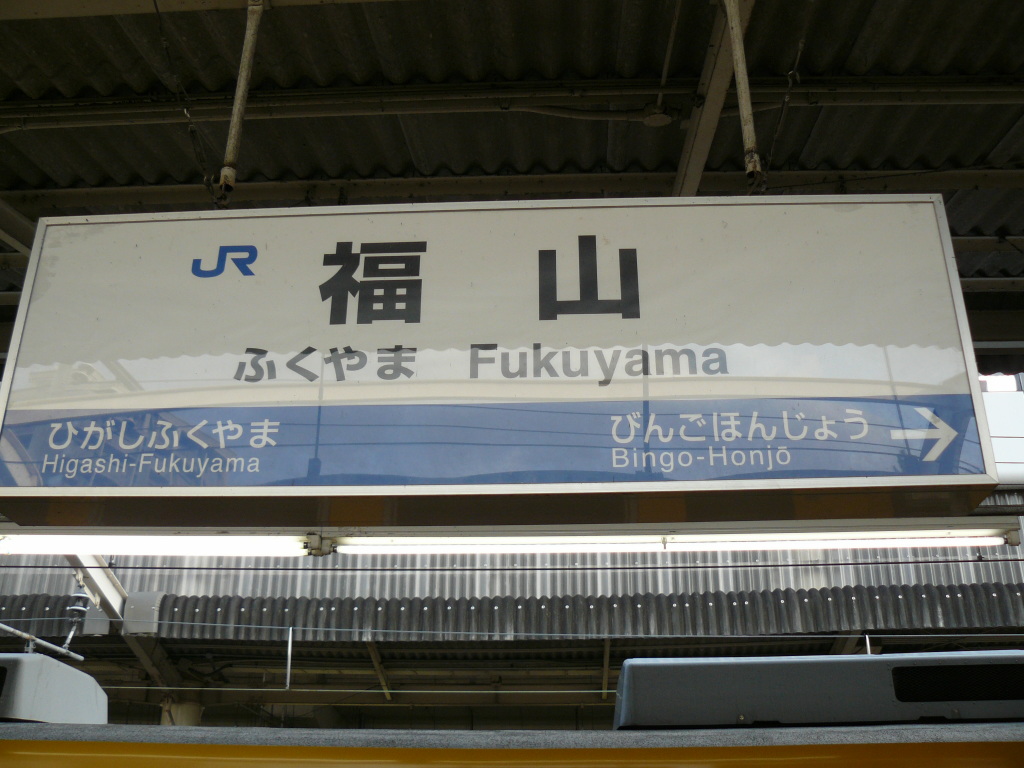 JR 福山
ふくやま Fukuyama
ひがしふくやま
Higashi-Fukuyama
びんごほんじょう
Bingo-Honjō